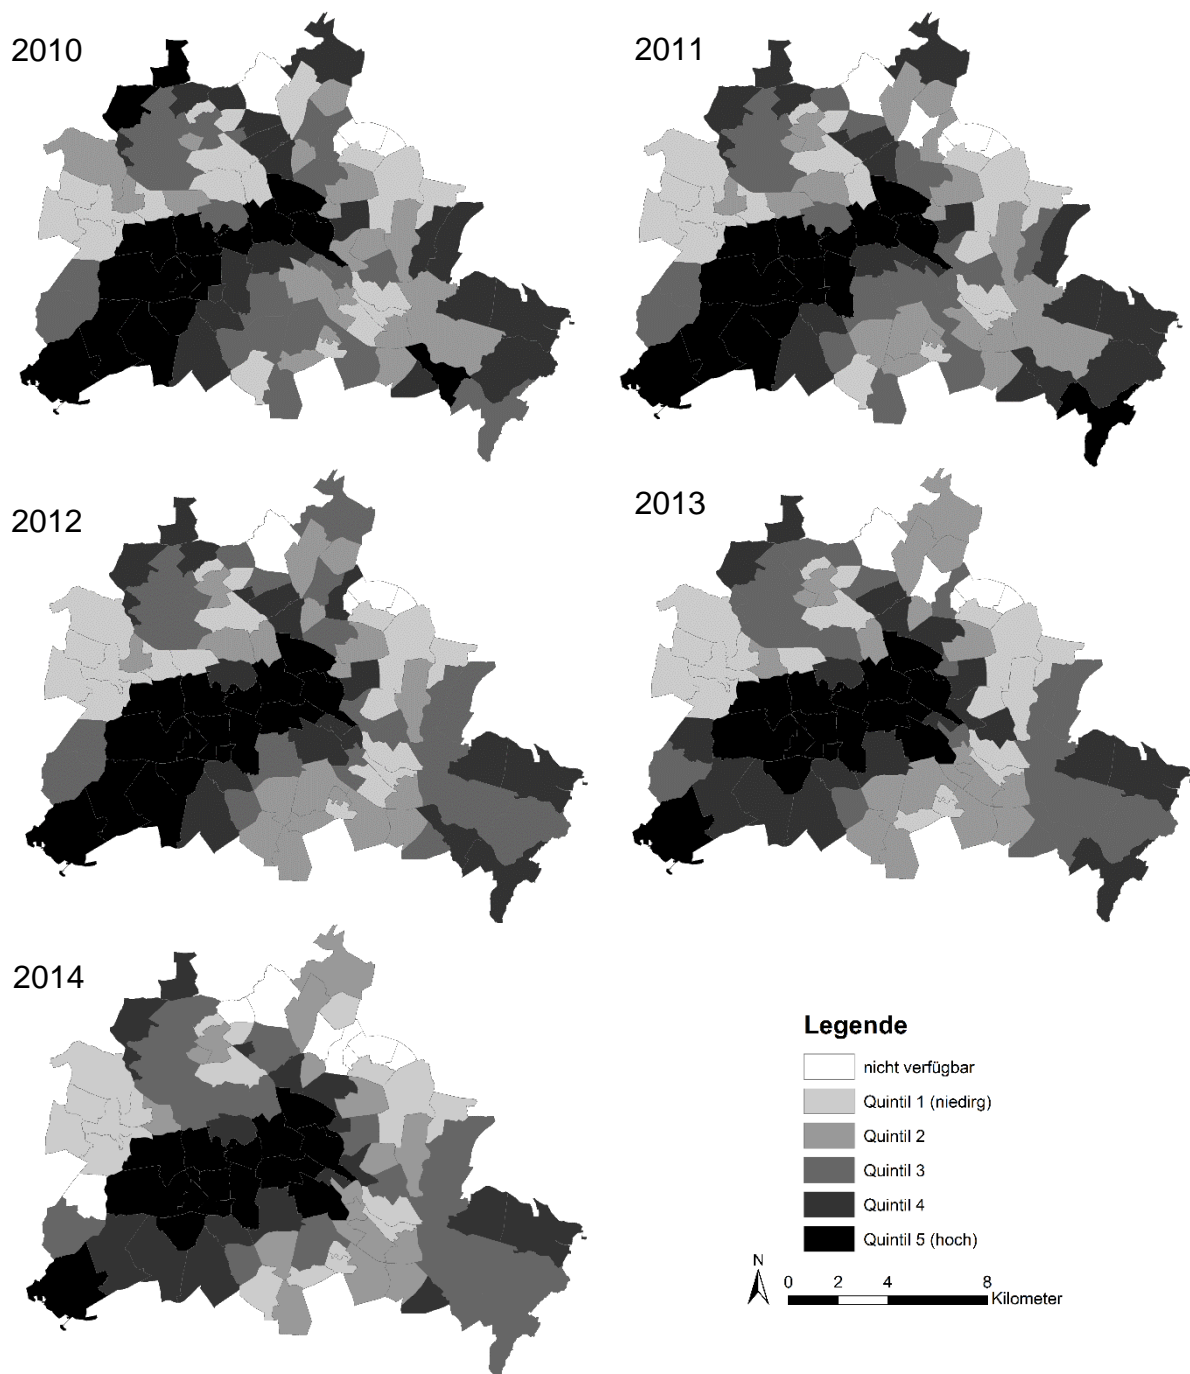 2010
2011
2012
2013
2014
Legende
nicht verfügbar
Quintil 1 (niedirg)
Quintil 2
Quintil 3
Quintil 4
Quintil 5 (hoch)
N
0 2 4 8
Kilometer